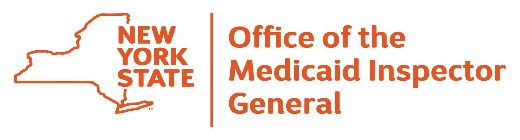 NEW
YORK
STATE
Office of the
Medicaid Inspector
General